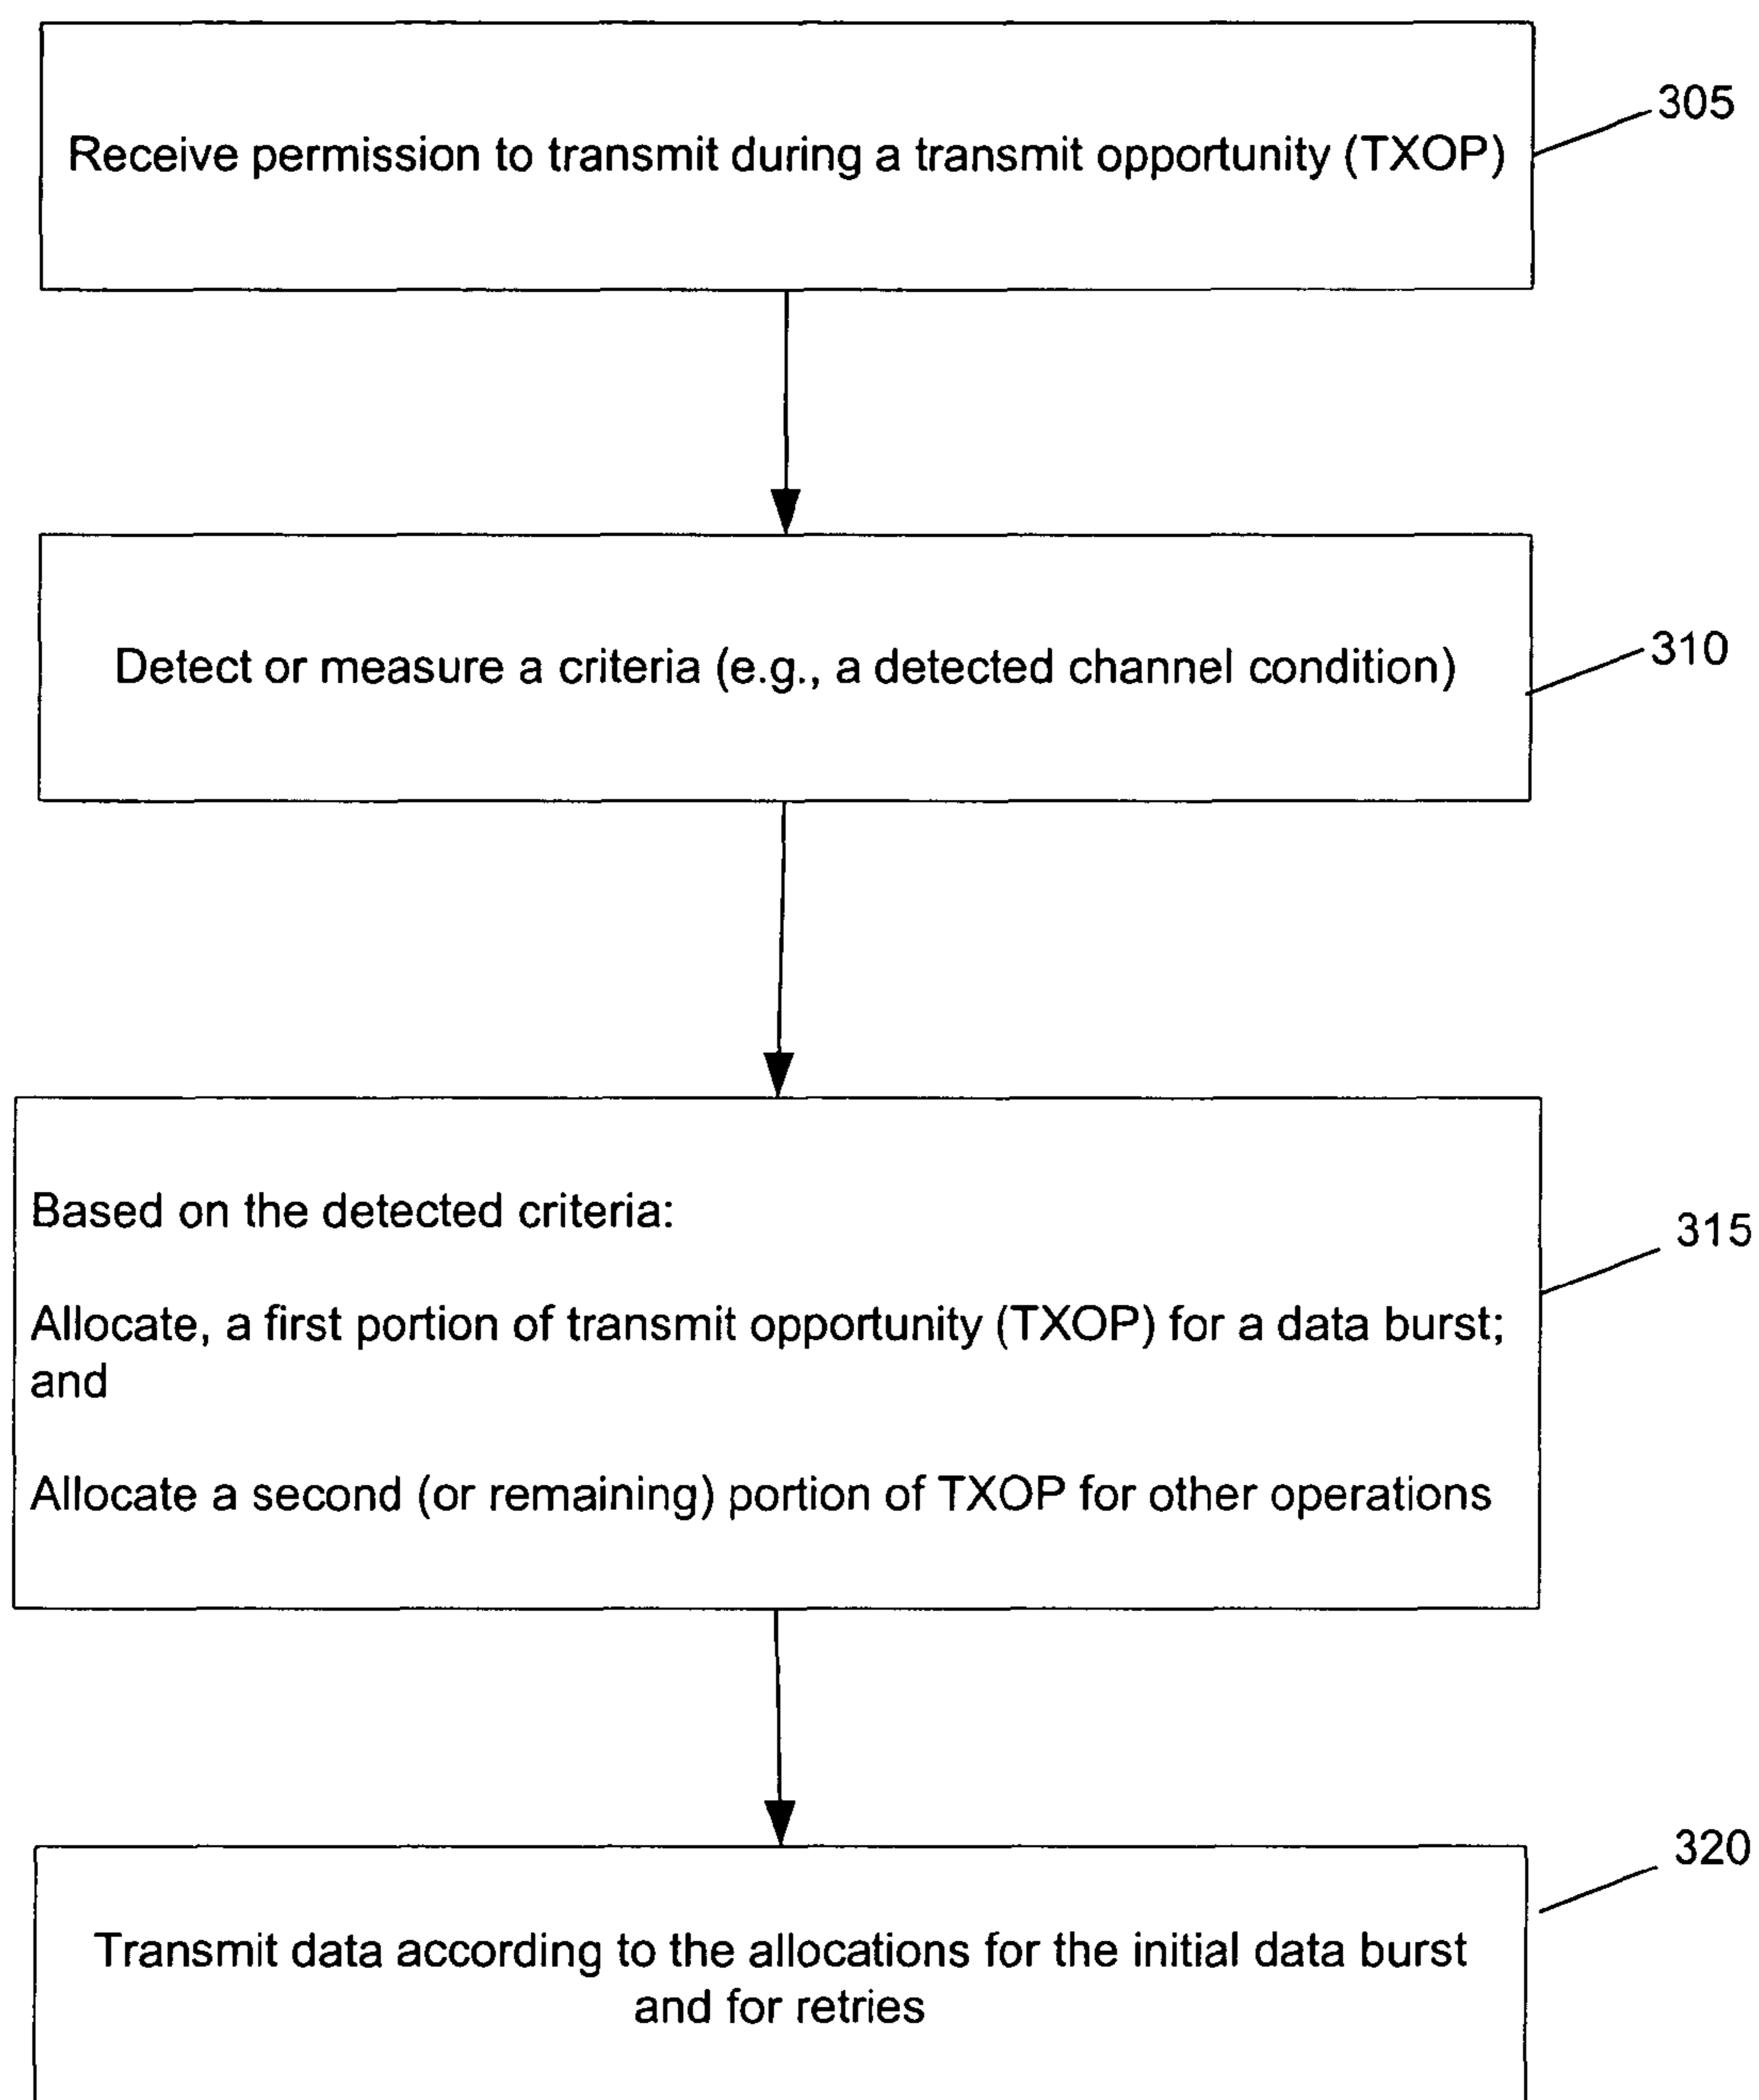 Receive permission to transmit during a transmit opportunity (TXOP)
305
Detect or measure a criteria (e.g., a detected channel condition)
310
Based on the detected criteria:
Allocate, a first portion of transmit opportunity (TXOP) for a data burst;
and
Allocate a second (or remaining) portion of TXOP for other operations
315
Transmit data according to the allocations for the initial data burst
and for retries
320